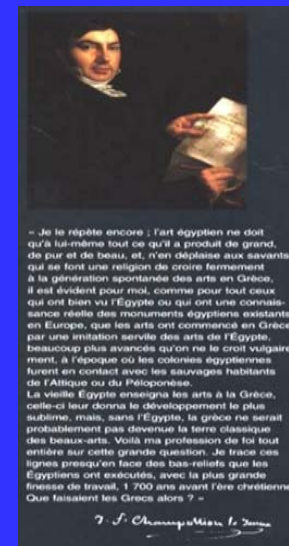 « Je le répète encore ; l'art égyptien ne doit
qu'à lui-même tout ce qu'il a produit de grand,
de pur et de beau, et, n'en déplaise aux savants
qui se font une religion de croire fermement
à la génération spontanée des arts en Grèce,
il est évident pour moi, comme pour tout ceux
qui ont bien vu l'Égypte ou qui ont une connais-
sance réelle des monuments égyptiens existants
en Europe, que les arts ont commencé en Grèce
par une imitation servile des arts de l'Égypte,
beaucoup plus avancés qu'on ne le croit vulgaire
ment, à l'époque où les colonies égyptiennes
furent en contact avec les sauvages habitants
de l'Attique ou du Péloponèse.
La vieille Égypte enseigna les arts à la Grèce,
celle-ci leur donna le développement le plus
sublime, mais, sans l'Égypte, la grèce ne serait
probablement pas devenue la terre classique
des beaux-arts. Voilà ma profession de foi tout
entière sur cette grande question. Je trace ces
lignes presqu'en face des bas-reliefs que les
Égyptiens ont exécutés, avec la plus grande
finesse de travail, 1 700 ans avant l'ère chrétienne
Que faisaient les Grecs alors ? »
J. F. Champollion le Jeune